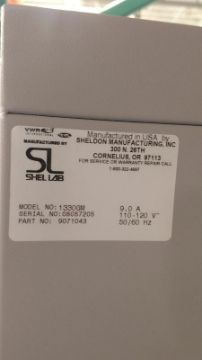 VWR
INTERNATIONAL
Manufactured in USA by
SHELDON MANUFACTURING, INC
300 N. 26TH
CORNELIUS, OR 97113
FOR SERVICE OR WARRANTY REPAIR CALL
MANUFACTURED BY
SL
SHEL LAB
MODEL NO: 1330GM
9.0 A
SERIAL NO: 08057205
110-120 V~
PART NO: 9071043
50/60 Hz